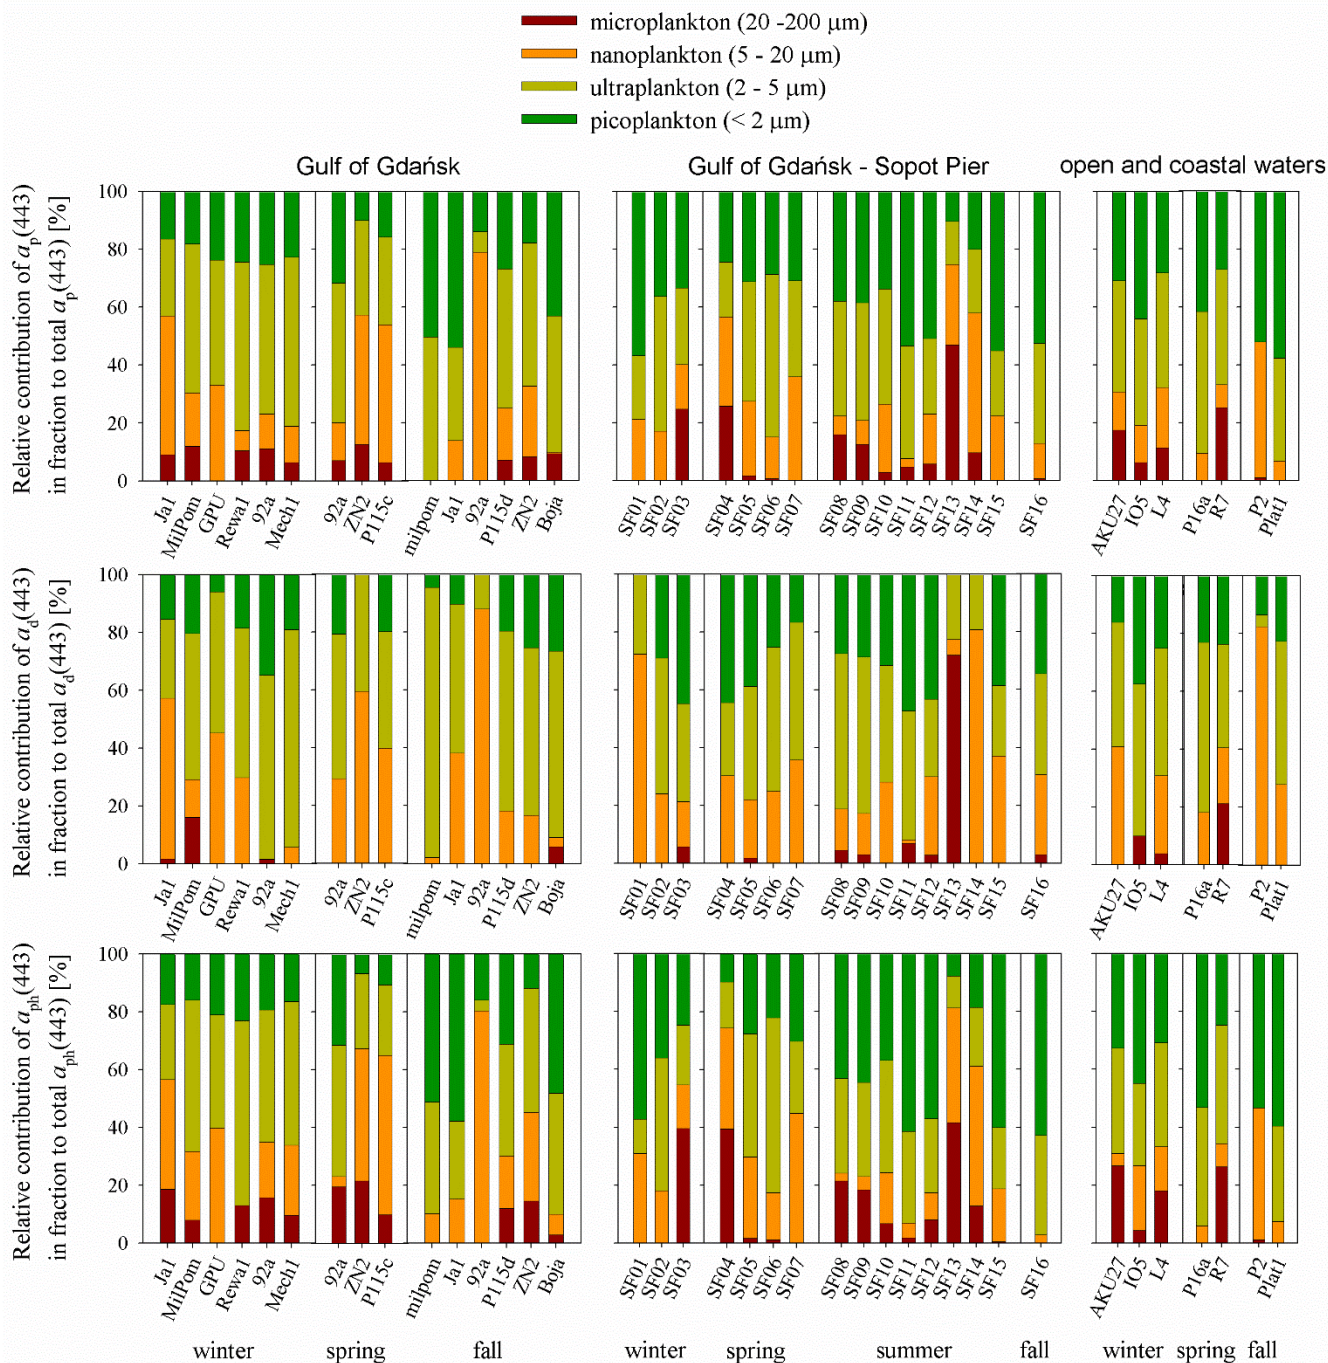 microplankton (20 -200 μm)
nanoplankton (5 - 20 μm)
ultraplankton (2 - 5 μm)
picoplankton (< 2 μm)
Gulf of Gdańsk
Gulf of Gdańsk - Sopot Pier
open and coastal waters
Relative contribution of ap(443)
in fraction to total ap(443) [%]
100
80
60
40
20
0
Ja1 MilPom GPU Rewa1 92a Mech1
92a ZN2 P115c
milpom Ja1 92a P115d ZN2 Boja
SF01 SF02 SF03
SF04 SF05 SF06 SF07
SF08 SF09 SF10 SF11 SF12 SF13 SF14 SF15
SF16
AKU27 IO5 L4
P16a R7
P2 Plat1
Relative contribution of ad(443)
in fraction to total ad(443) [%]
100
80
60
40
20
0
Ja1 MilPom GPU Rewa1 92a Mech1
92a ZN2 P115c
milpom Ja1 92a P115d ZN2 Boja
SF01 SF02 SF03
SF04 SF05 SF06 SF07
SF08 SF09 SF10 SF11 SF12 SF13 SF14 SF15
SF16
AKU27 IO5 L4
P16a R7
P2 Plat1
Relative contribution of aph(443)
in fraction to total aph(443) [%]
100
80
60
40
20
0
Ja1 MilPom GPU Rewa1 92a Mech1
92a ZN2 P115c
milpom Ja1 92a P115d ZN2 Boja
SF01 SF02 SF03
SF04 SF05 SF06 SF07
SF08 SF09 SF10 SF11 SF12 SF13 SF14 SF15
SF16
AKU27 IO5 L4
P16a R7
P2 Plat1
winter spring fall
winter spring summer fall
winter spring fall